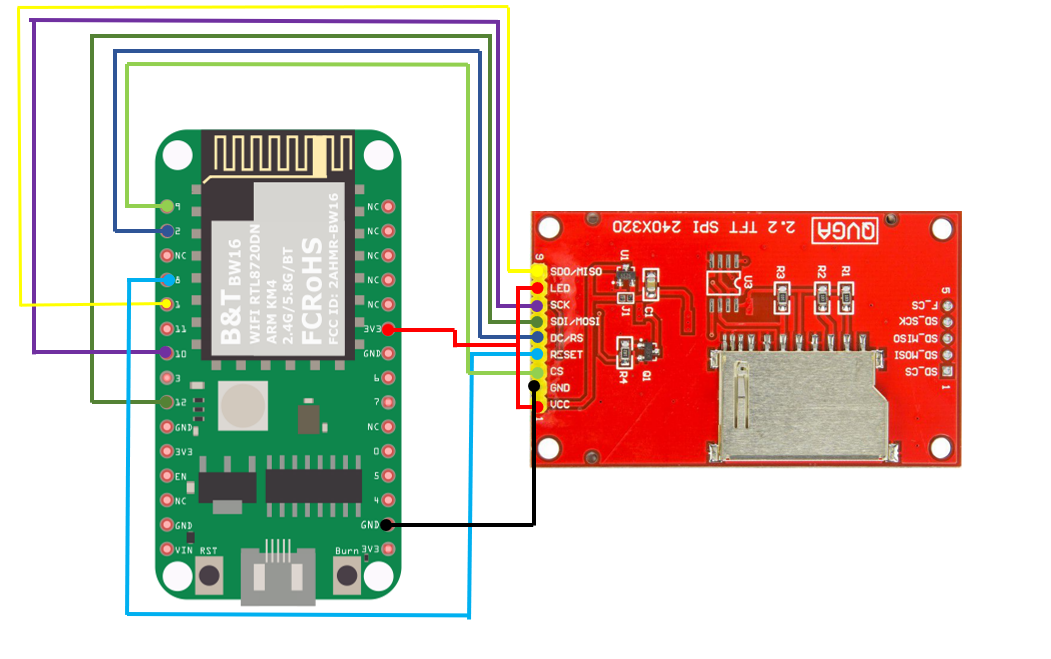 9
2
NC
8
1
11
10
3
12
GND
3V3
EN
NC
GND
VIN
RST
B&T BW16
WIFI RTL8720DN
ARM KM4
2.4G/5.8G/BT
FCRoHS
FCC ID: 2AHMR-BW16
NC
NC
NC
NC
NC
3V3
GND
6
7
NC
0
5
4
GND
3V3
Burn
9
SDO/MISO
LED
SCK
SDI/MOSI
DC/RS
RESET
CS
GND
VCC
1
2.2 TFT SPI 240X320
QVGA
U1
J1
C1
R4
Q1
U3
R3
R2
R1
5
F_CS
SD_SCK
SD_MISO
SD_MOSI
SD_CS
1